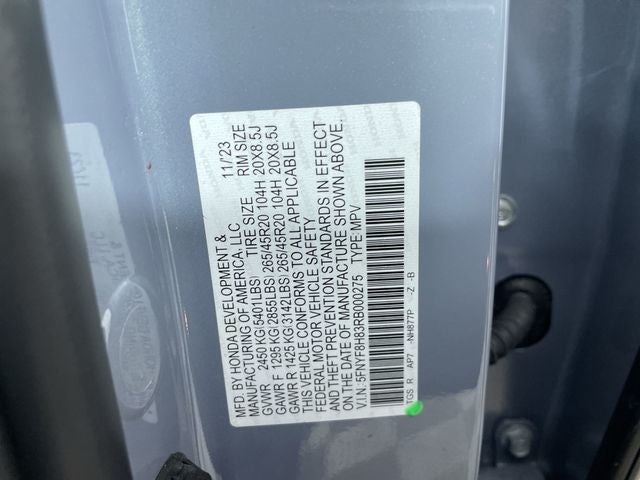 MFD. BY HONDA DEVELOPMENT &
MANUFACTURING OF AMERICA, LLC 11/23
TIRE SIZE RIM SIZE
GVWR 2450 KG(5401LBS)
GAWR F 1295 KG(2855LBS) 265/45R20 104H 20X8.5J
GAWR R 1425 KG(3142LBS) 265/45R20 104H 20X8.5J
THIS VEHICLE CONFORMS TO ALL APPLICABLE
FEDERAL MOTOR VEHICLE SAFETY
AND THEFT PREVENTION STANDARDS IN EFFECT
ON THE DATE OF MANUFACTURE SHOWN ABOVE.
V.I.N.:5FNYF8H83RB000275 TYPE:MPV
TGS R AP7 -NH877P -Z -B